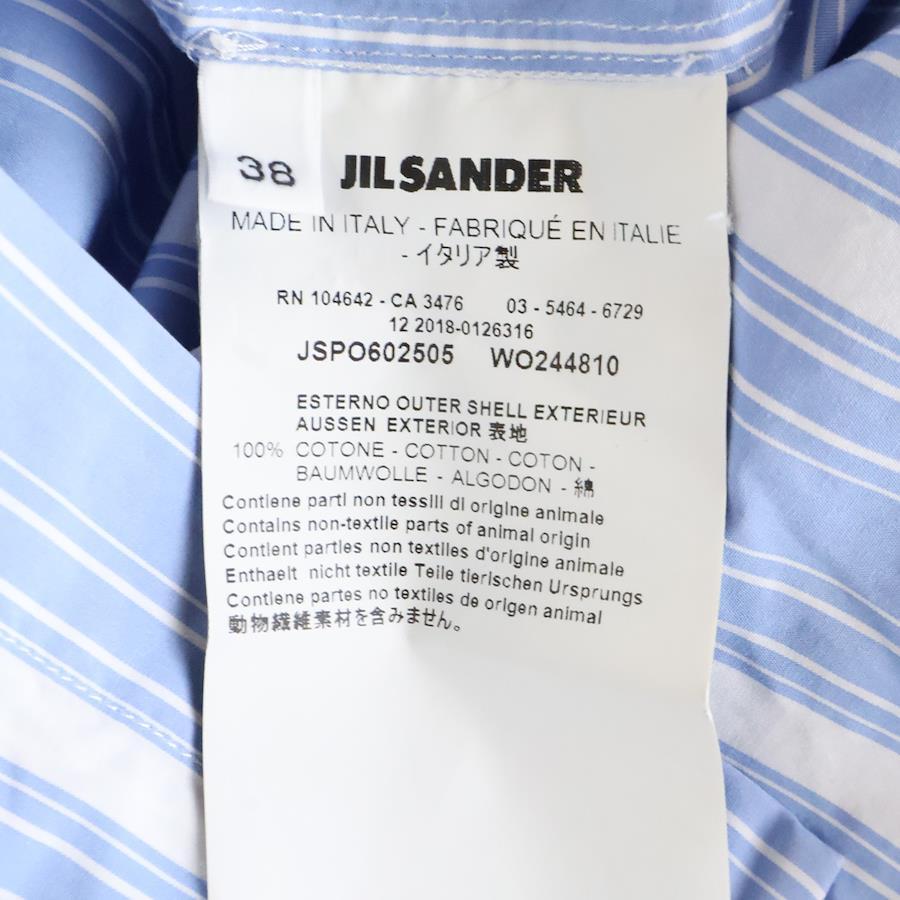 38 JIL SANDER
MADE IN ITALY - FABRIQUÉ EN ITALIE
- イタリア製
RN 104642 - CA 3476 03 - 5464 - 6729
12 2018-0126316
JSPO602505 WO244810
ESTERNO OUTER SHELL EXTERIEUR
AUSSEN EXTERIOR 表地
100% COTONE - COTTON - COTON -
BAUMWOLLE - ALGODON - 綿
Contiene parti non tessili di origine animale
Contains non-textile parts of animal origin
Contient parties non textiles d'origine animale
Enthaelt nicht textile Teile tierischen Ursprungs
Contiene partes no textiles de origen animal
動物繊維素材を含みません。